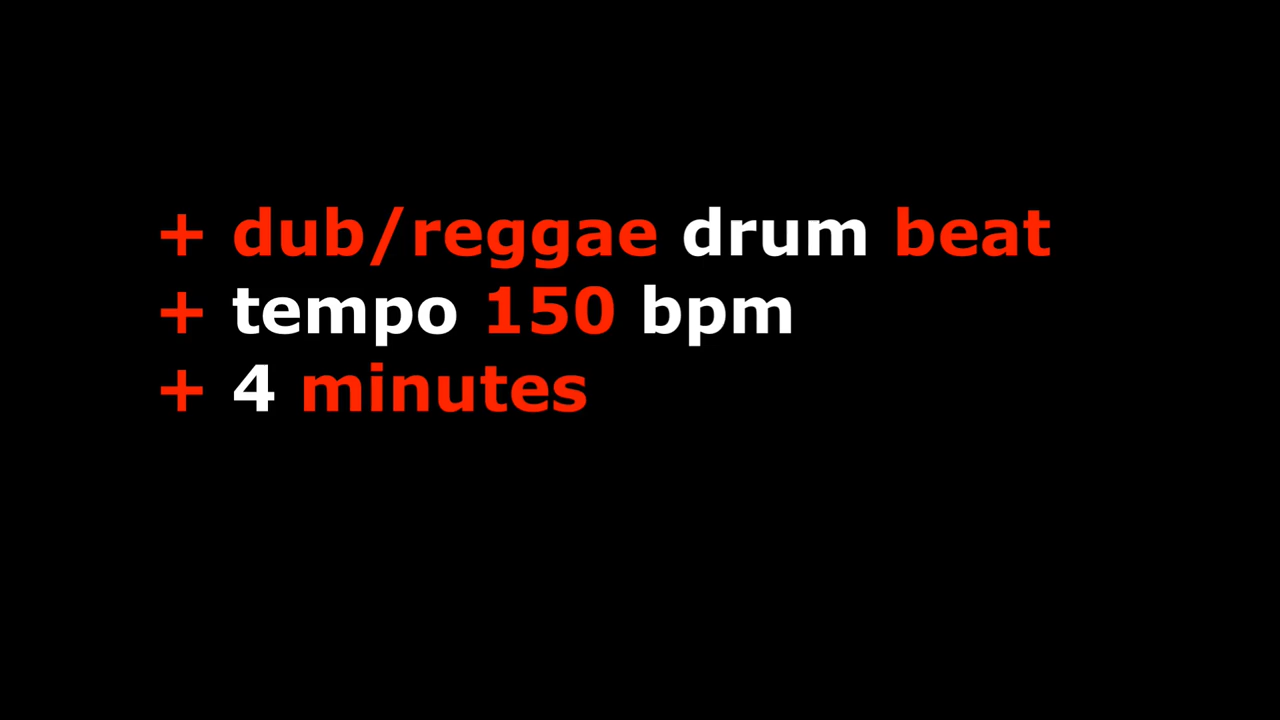 + dub/reggae drum beat
+ tempo 150 bpm
+ 4 minutes